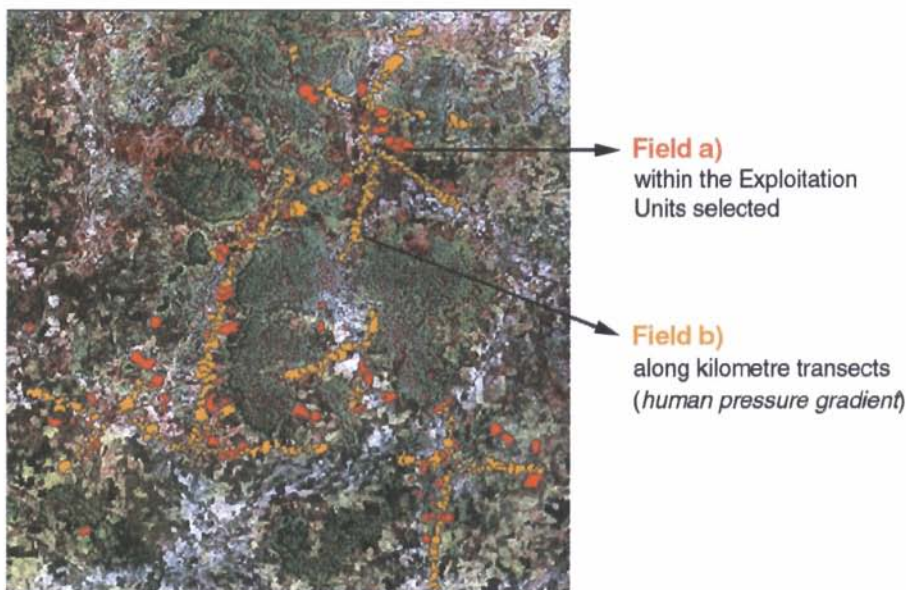 Field a)
within the Exploitation
Units selected
Field b)
along kilometre transects
(human pressure gradient)